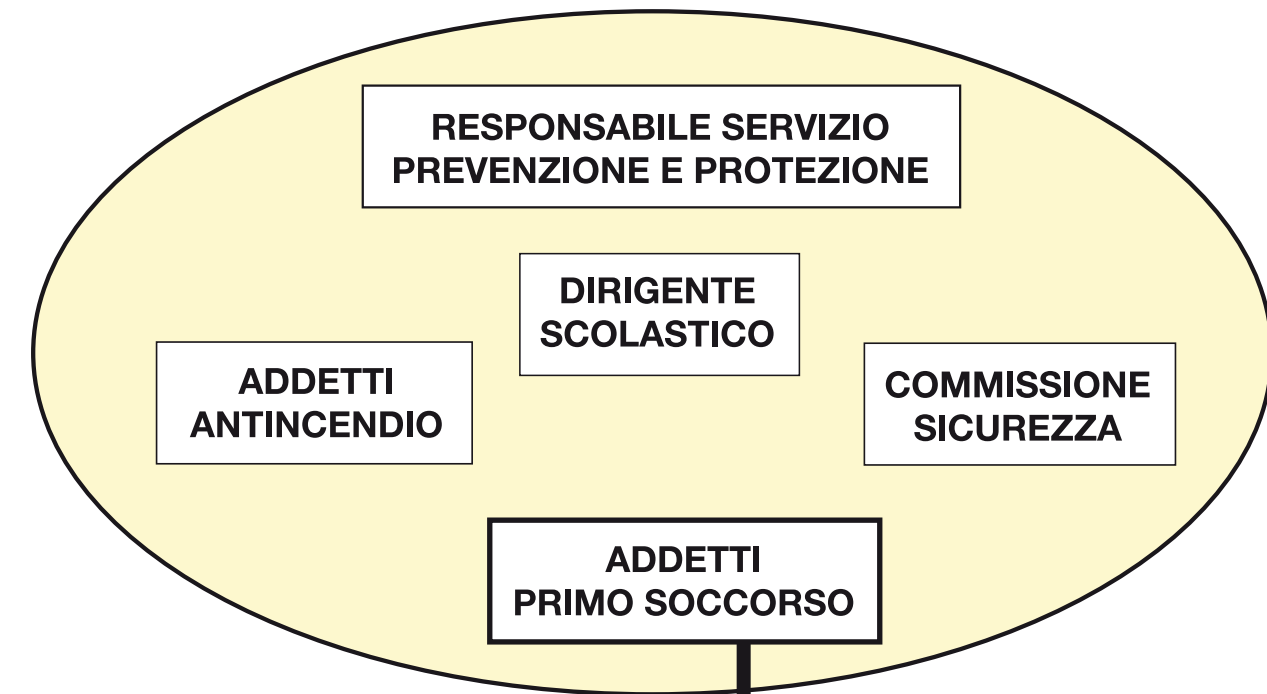 RESPONSABILE SERVIZIO
PREVENZIONE E PROTEZIONE
DIRIGENTE
SCOLASTICO
ADDETTI
ANTINCENDIO
COMMISSIONE
SICUREZZA
ADDETTI
PRIMO SOCCORSO